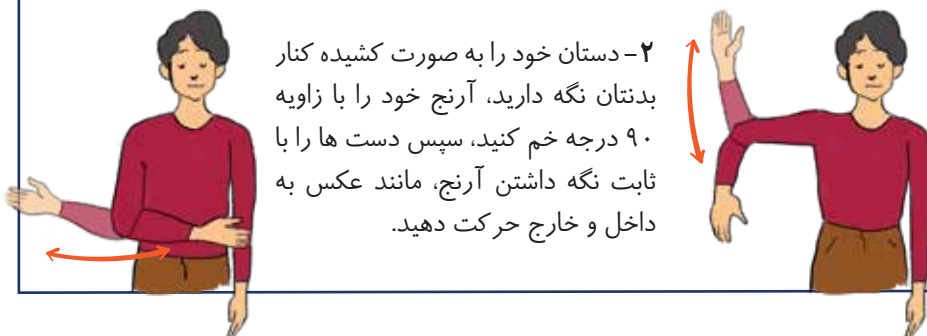 ۲- دستان خود را به صورت کشیده کنار
بدنتان نگه دارید، آرنج خود را با زاویه
۹۰ درجه خم کنید، سپس دست ها را با
ثابت نگه داشتن آرنج، مانند عکس به
داخل و خارج حرکت دهید.